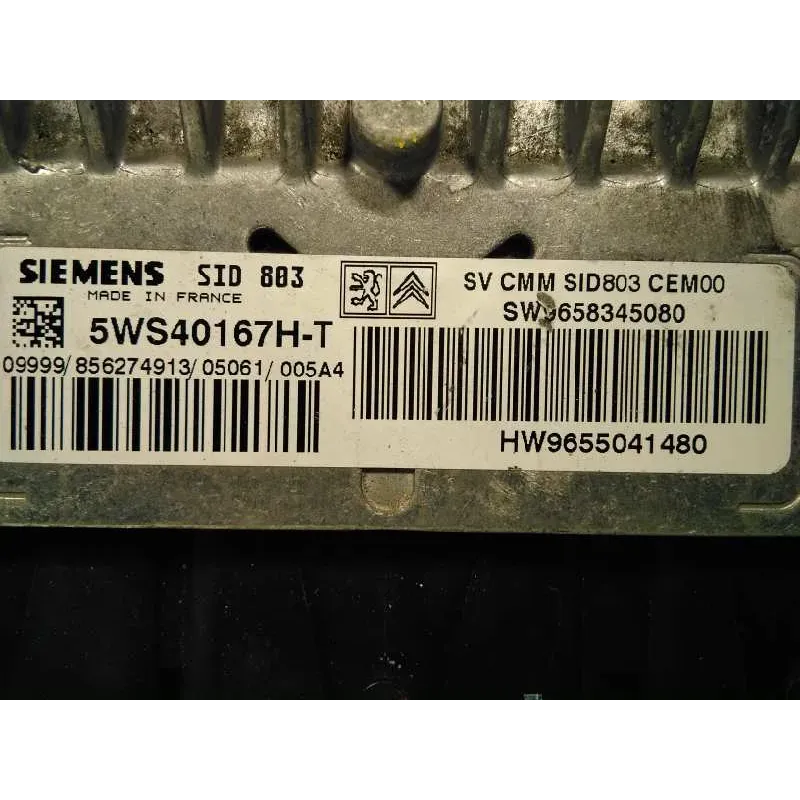 SIEMENS SID 803
MADE IN FRANCE
5WS40167H-T
09999/856274913/05061/005A4
SV CMM SID803 CEM00
SW9658345080
HW9655041480